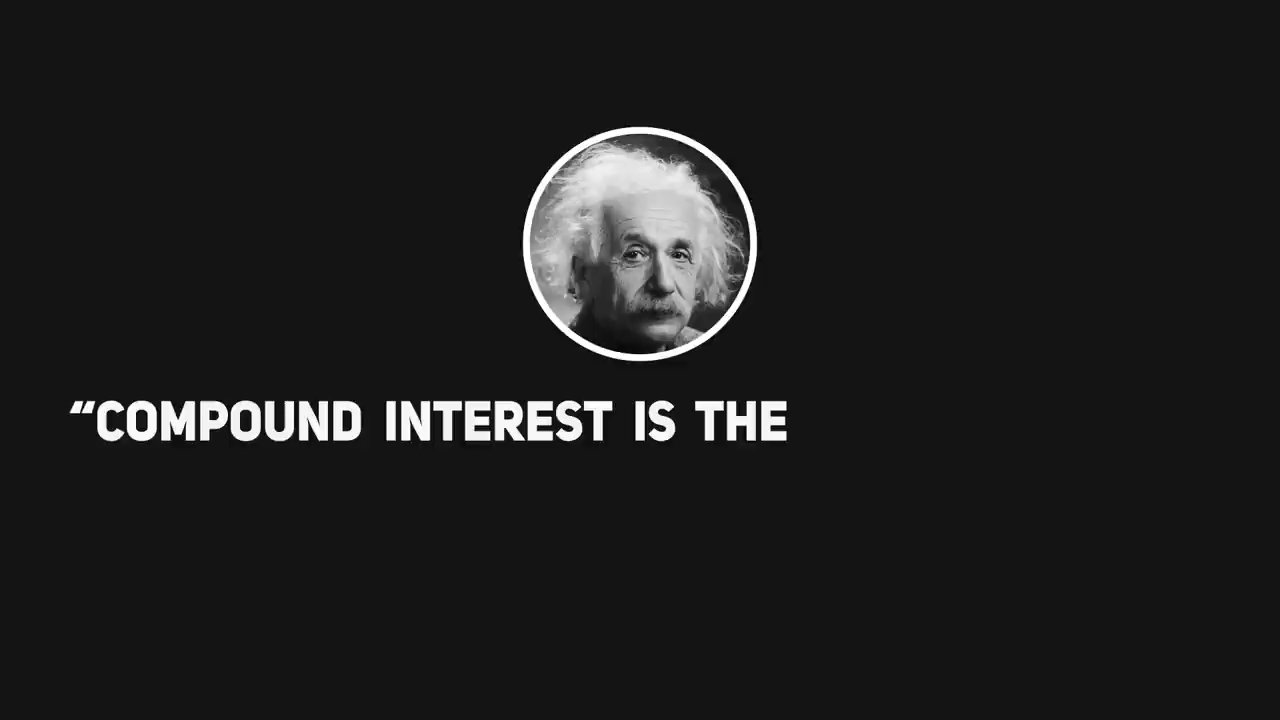 “COMPOUND INTEREST IS THE